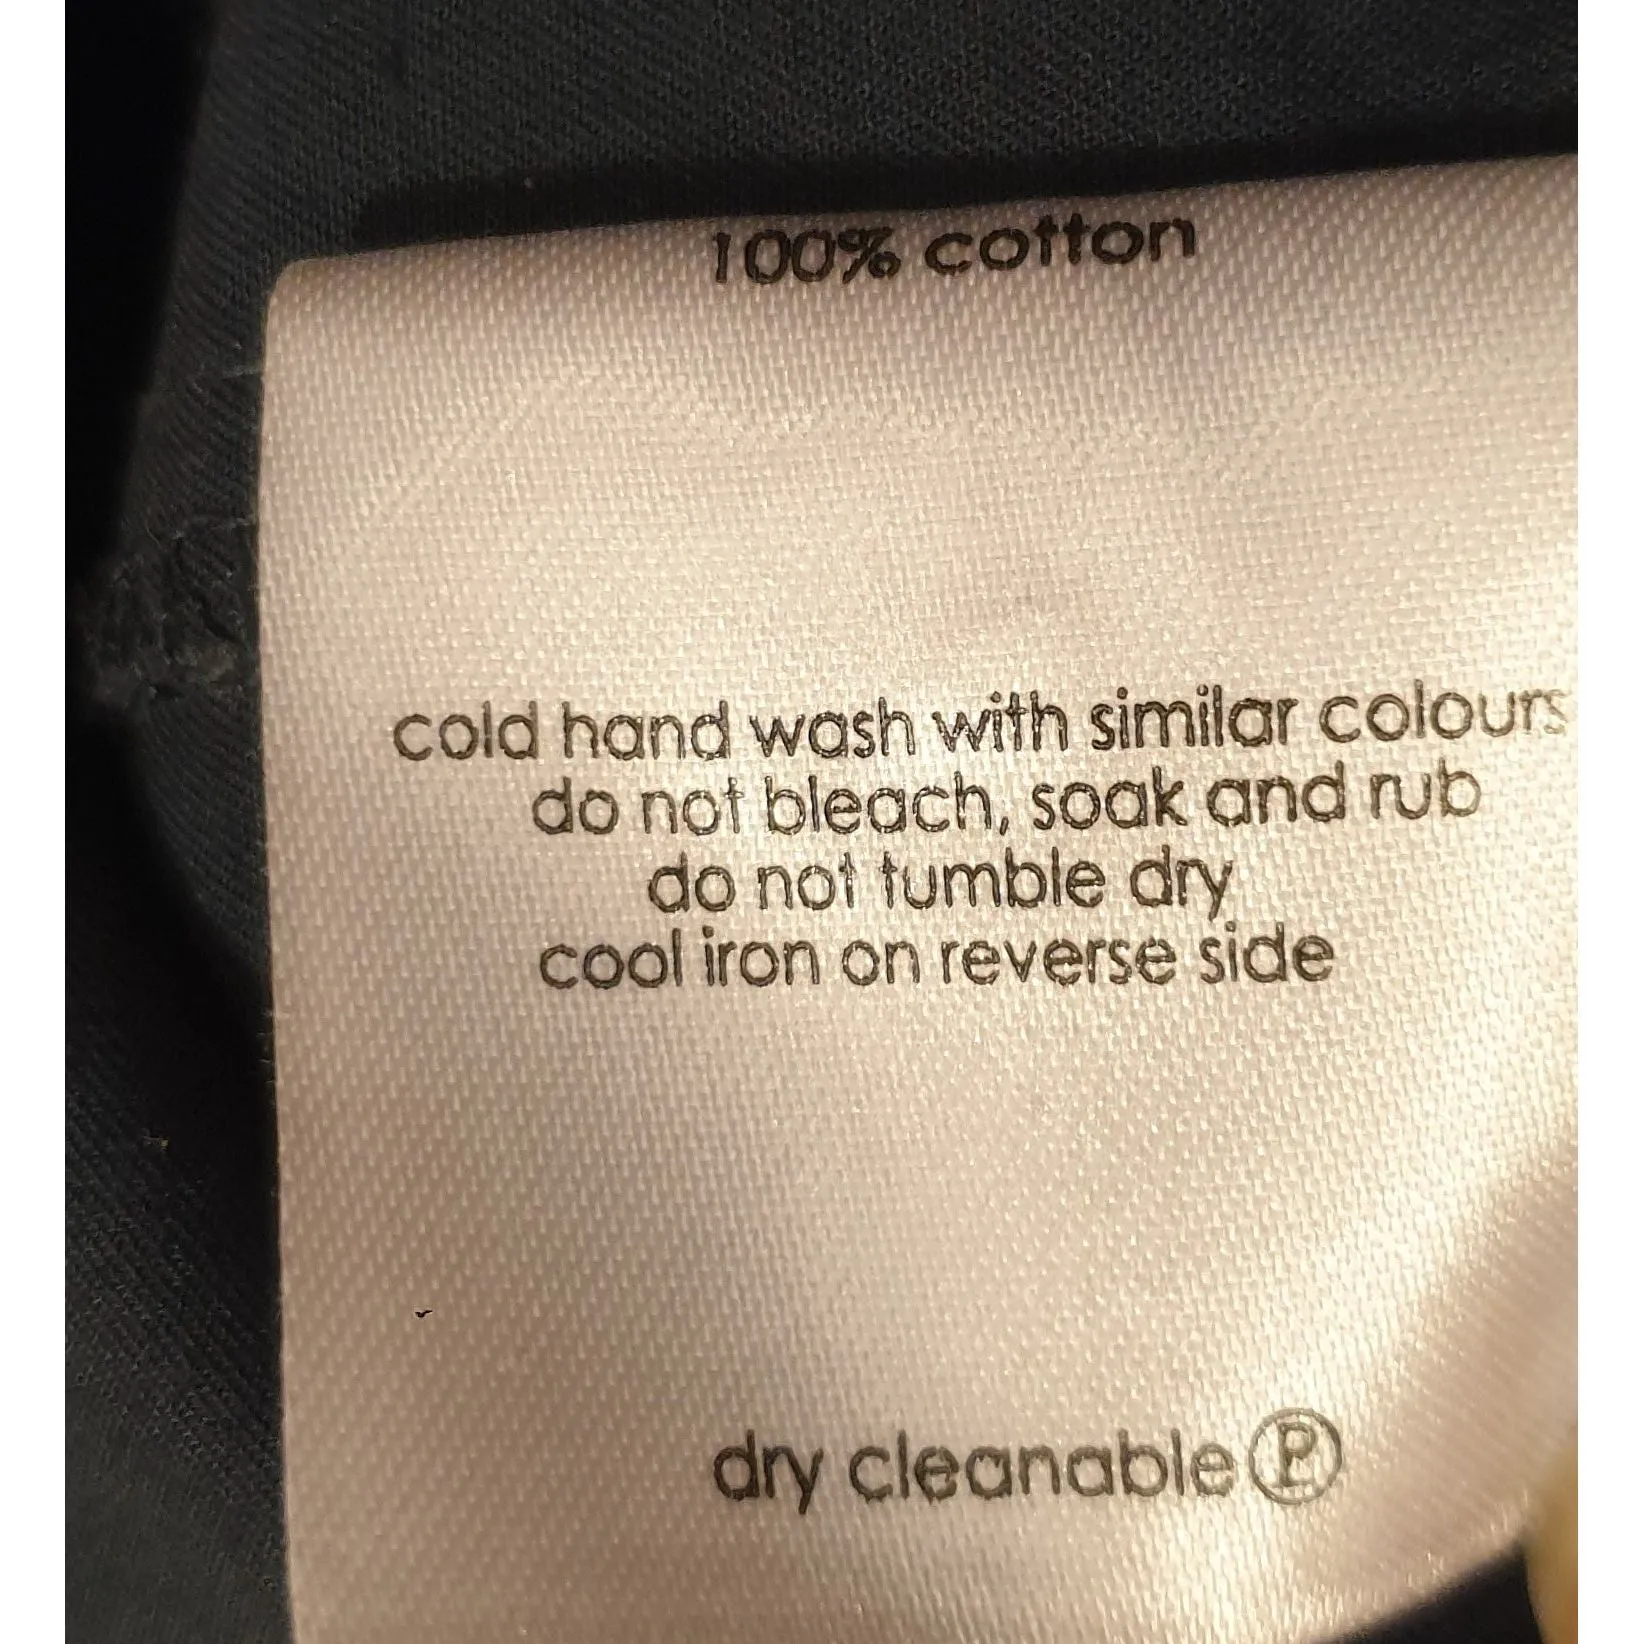 100% cotton
cold hand wash with similar colours
do not bleach, soak and rub
do not tumble dry
cool iron on reverse side
dry cleanable Ⓟ